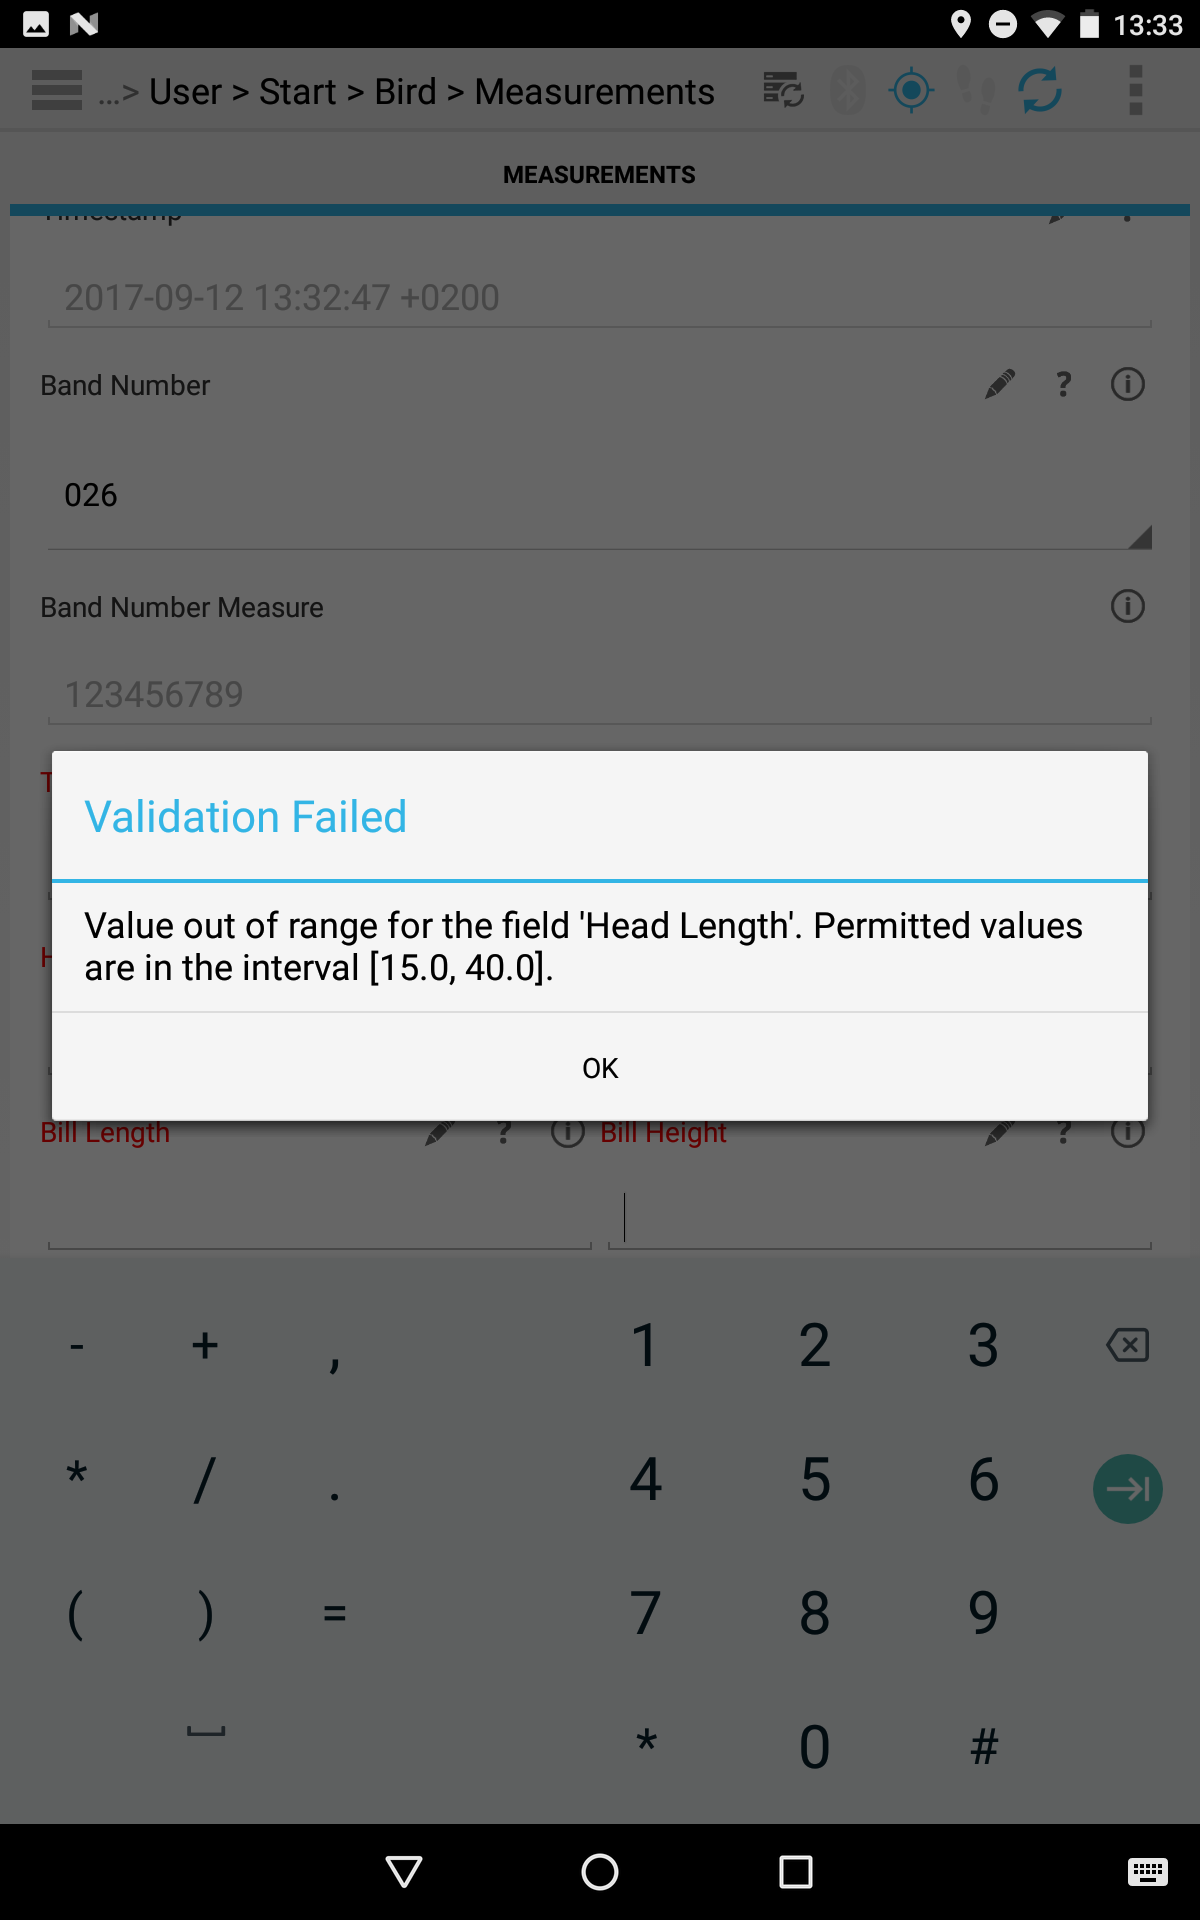 13:33
...> User > Start > Bird > Measurements
MEASUREMENTS
Timestamp
2017-09-12 13:32:47 +0200
Band Number ?
026
Band Number Measure
123456789
Validation Failed
Value out of range for the field 'Head Length'. Permitted values
are in the interval [15.0, 40.0].
OK
Bill Length ? Bill Height ?
- + , 1 2 3
* / . 4 5 6
( ) = 7 8 9
* 0 #